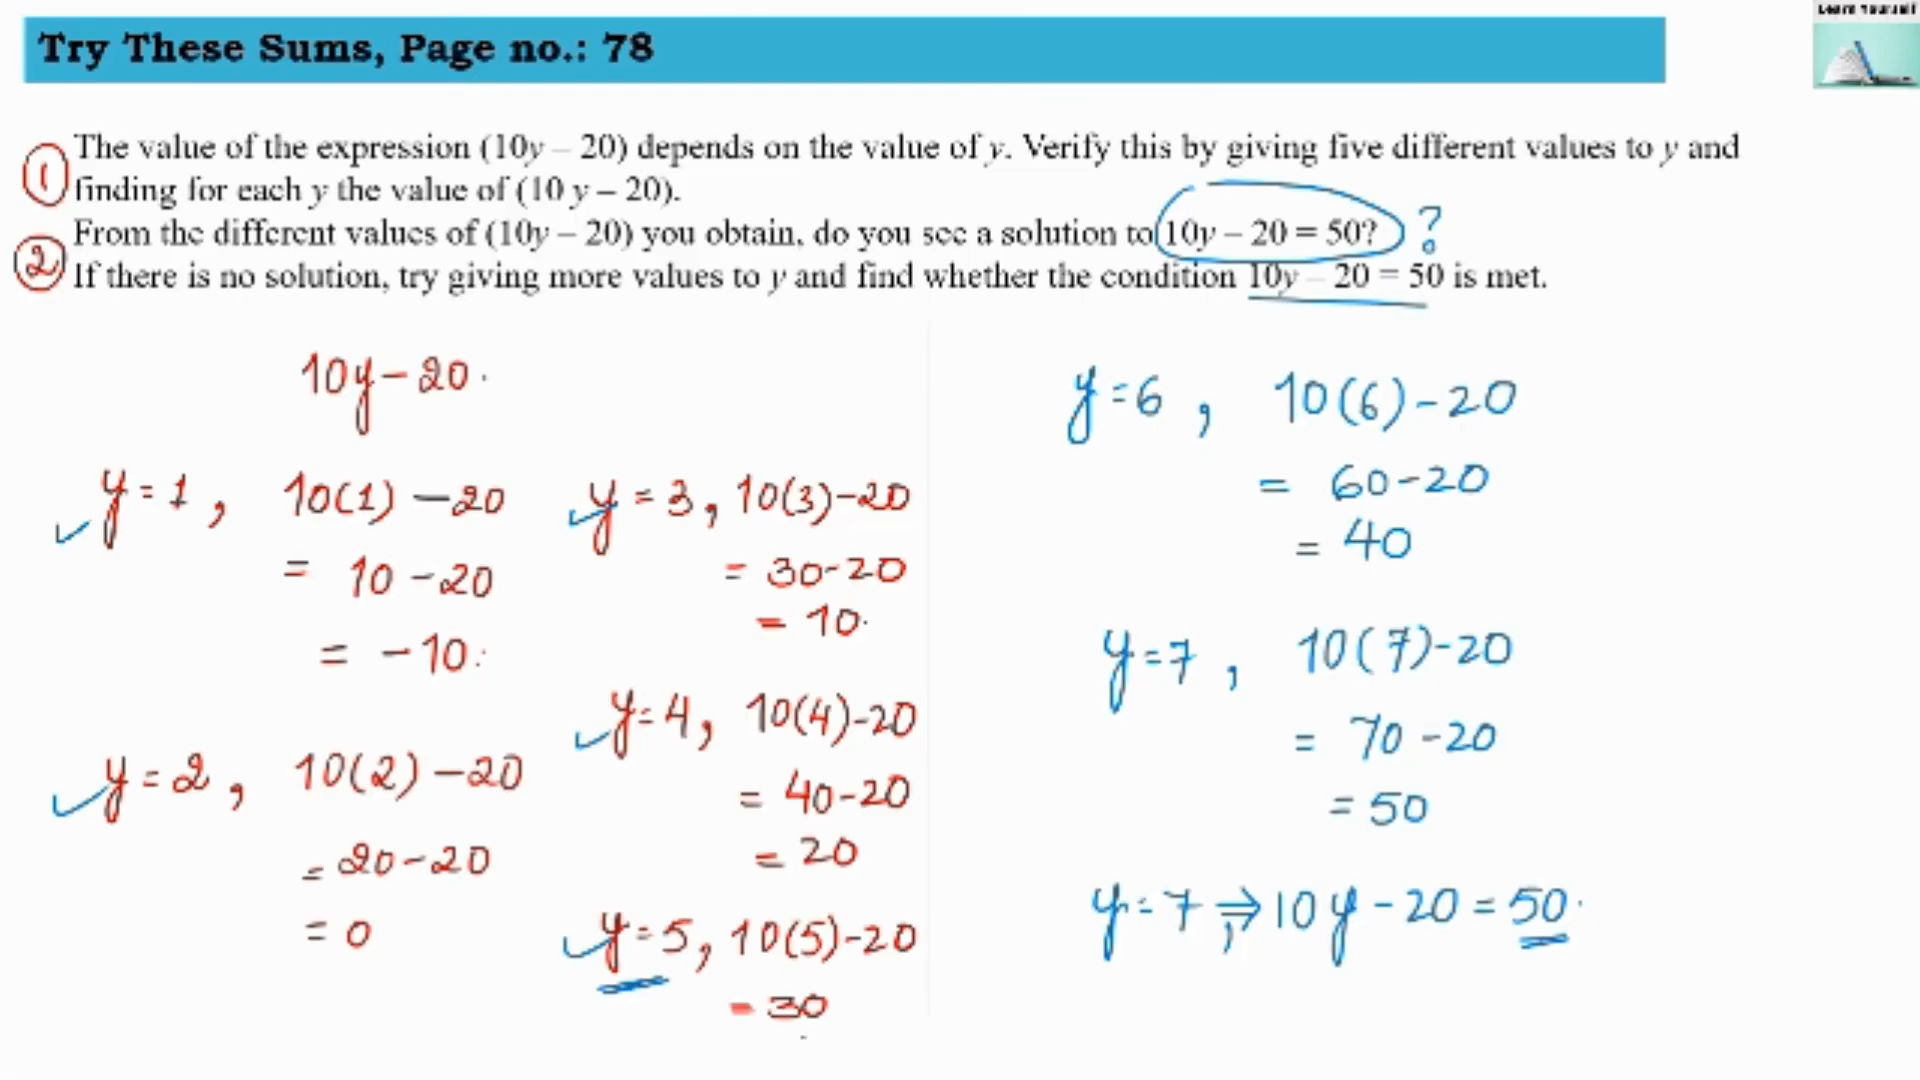 Learn Yourself
Try These Sums, Page no.: 78
1 The value of the expression (10y – 20) depends on the value of y. Verify this by giving five different values to y and
finding for each y the value of (10 y – 20).
2 From the different values of (10y – 20) you obtain, do you see a solution to 10y – 20 = 50? ?
If there is no solution, try giving more values to y and find whether the condition 10y – 20 = 50 is met.
10y - 20.
y = 1, 10(1) - 20
= 10 - 20
= - 10.
y = 2, 10(2) - 20
= 20 - 20
= 0
y = 3, 10(3) - 20
= 30 - 20
= 10.
y = 4, 10(4) - 20
= 40 - 20
= 20
y = 5, 10(5) - 20
= 30
y = 6, 10(6) - 20
= 60 - 20
= 40
y = 7, 10(7) - 20
= 70 - 20
= 50
y = 7, ⇒ 10y - 20 = 50.